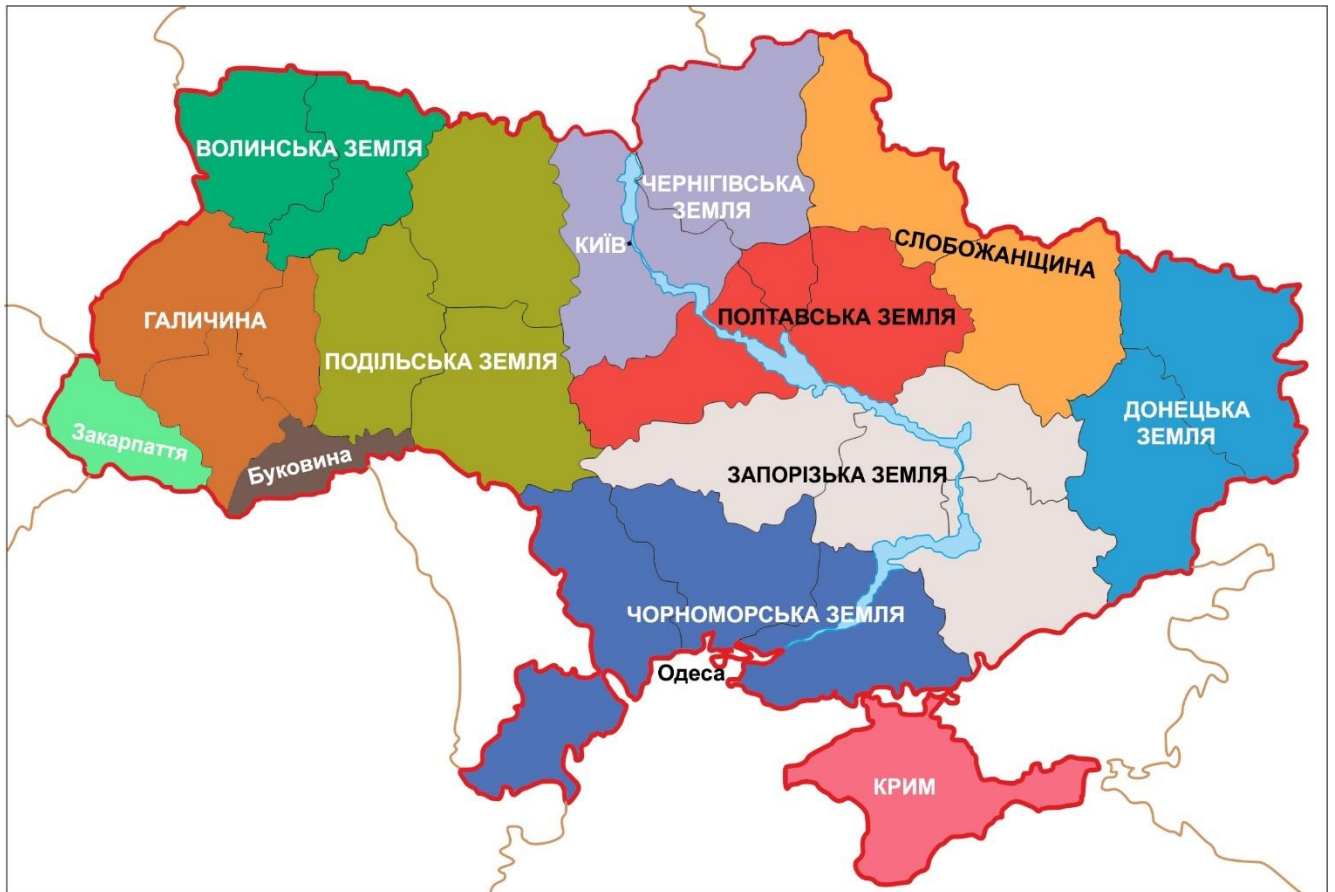 ВОЛИНСЬКА ЗЕМЛЯ
ЧЕРНІГІВСЬКА
ЗЕМЛЯ
КИЇВ
СЛОБОЖАНЩИНА
ГАЛИЧИНА
ПОЛТАВСЬКА ЗЕМЛЯ
ПОДІЛЬСЬКА ЗЕМЛЯ
ДОНЕЦЬКА
ЗЕМЛЯ
Закарпаття
Буковина
ЗАПОРІЗЬКА ЗЕМЛЯ
ЧОРНОМОРСЬКА ЗЕМЛЯ
Одеса
КРИМ